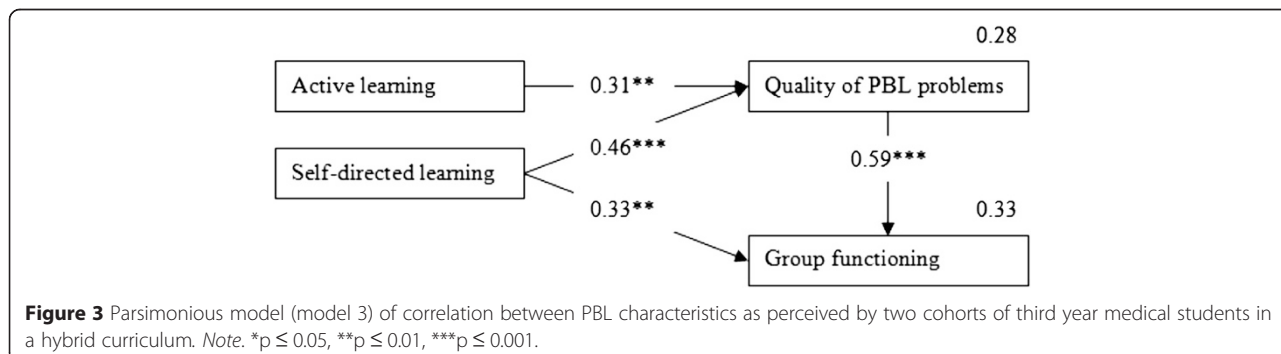 0.28
Active learning
0.31**
Quality of PBL problems
0.46***
0.59***
Self-directed learning
0.33**
0.33
Group functioning
Figure 3 Parsimonious model (model 3) of correlation between PBL characteristics as perceived by two cohorts of third year medical students in
a hybrid curriculum. Note. *p ≤ 0.05, **p ≤ 0.01, ***p ≤ 0.001.